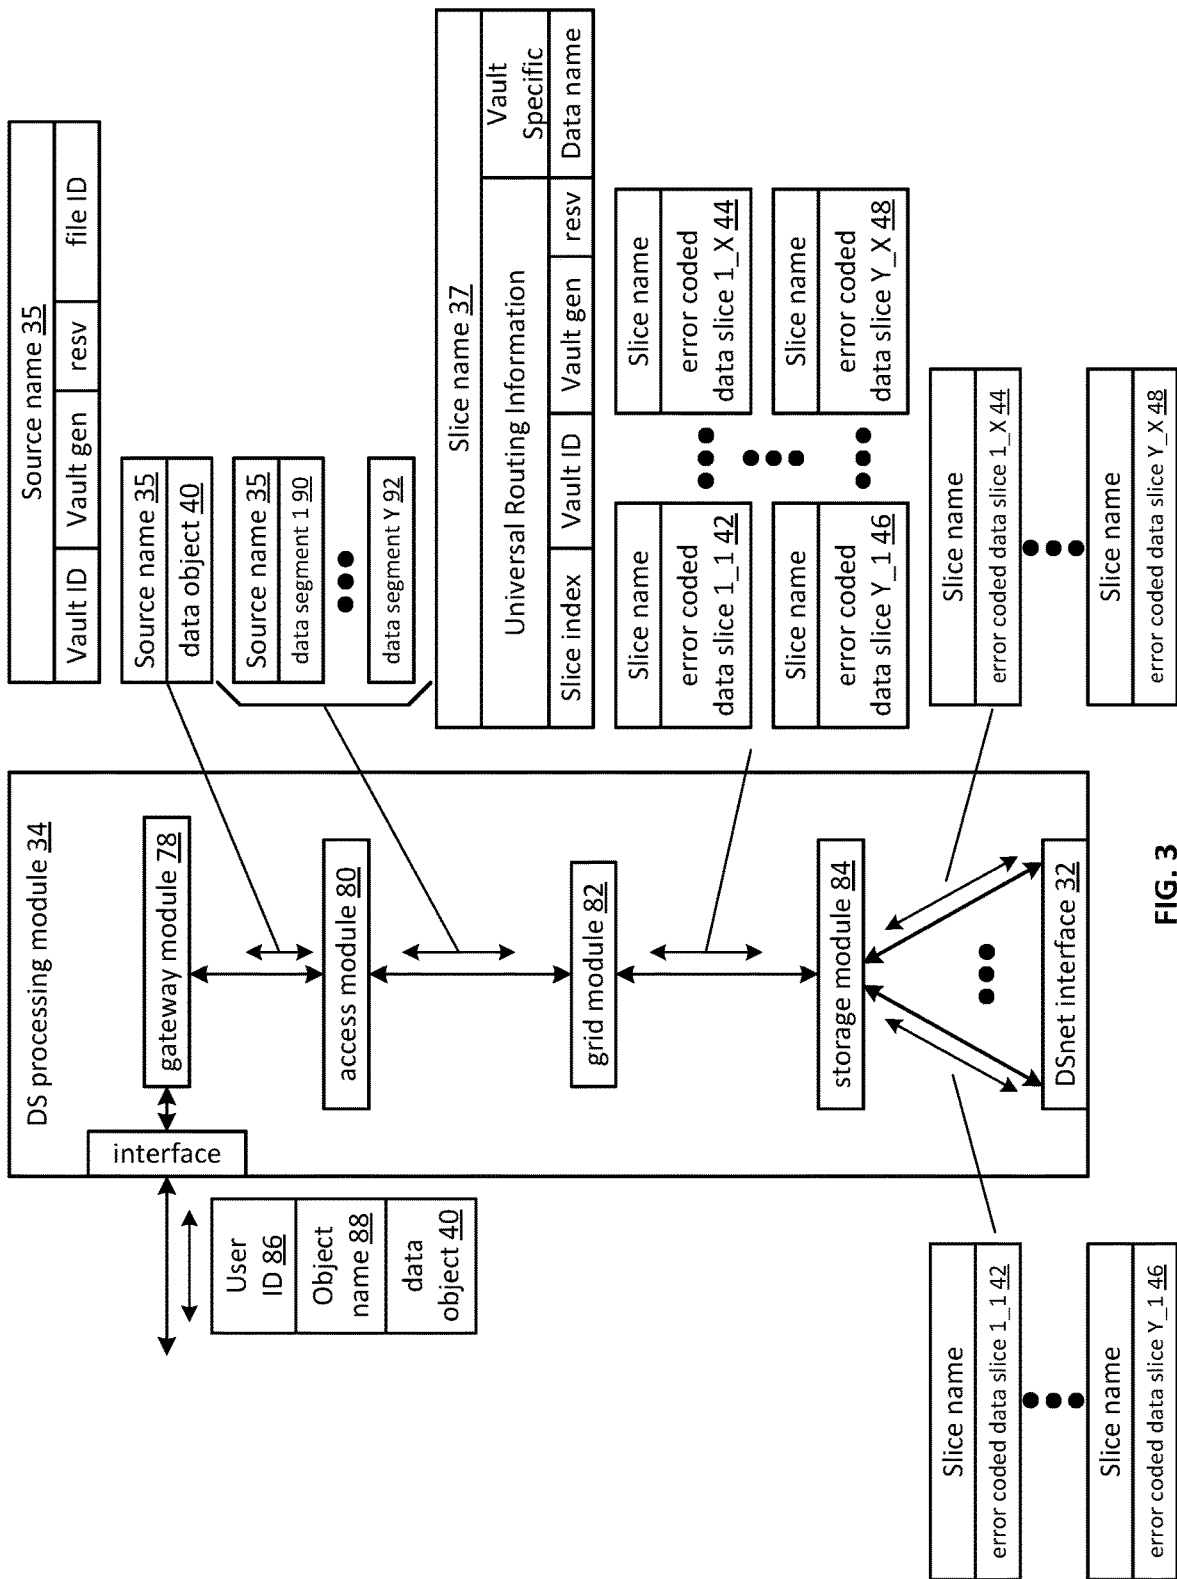 DS processing module 34
interface
gateway module 78
access module 80
grid module 82
storage module 84
DSnet interface 32
User
ID 86
Object
name 88
data
object 40
Source name 35
Vault ID
Vault gen
resv
file ID
Source name 35
data object 40
Source name 35
data segment 1 90
data segment Y 92
Slice name 37
Universal Routing Information
Vault
Specific
Slice index
Vault ID
Vault gen
resv
Data name
Slice name
error coded
data slice 1_1 42
Slice name
error coded
data slice 1_X 44
Slice name
error coded
data slice Y_1 46
Slice name
error coded
data slice Y_X 48
Slice name
error coded data slice 1_1 42
Slice name
error coded data slice Y_1 46
Slice name
error coded data slice 1_X 44
Slice name
error coded data slice Y_X 48
FIG. 3